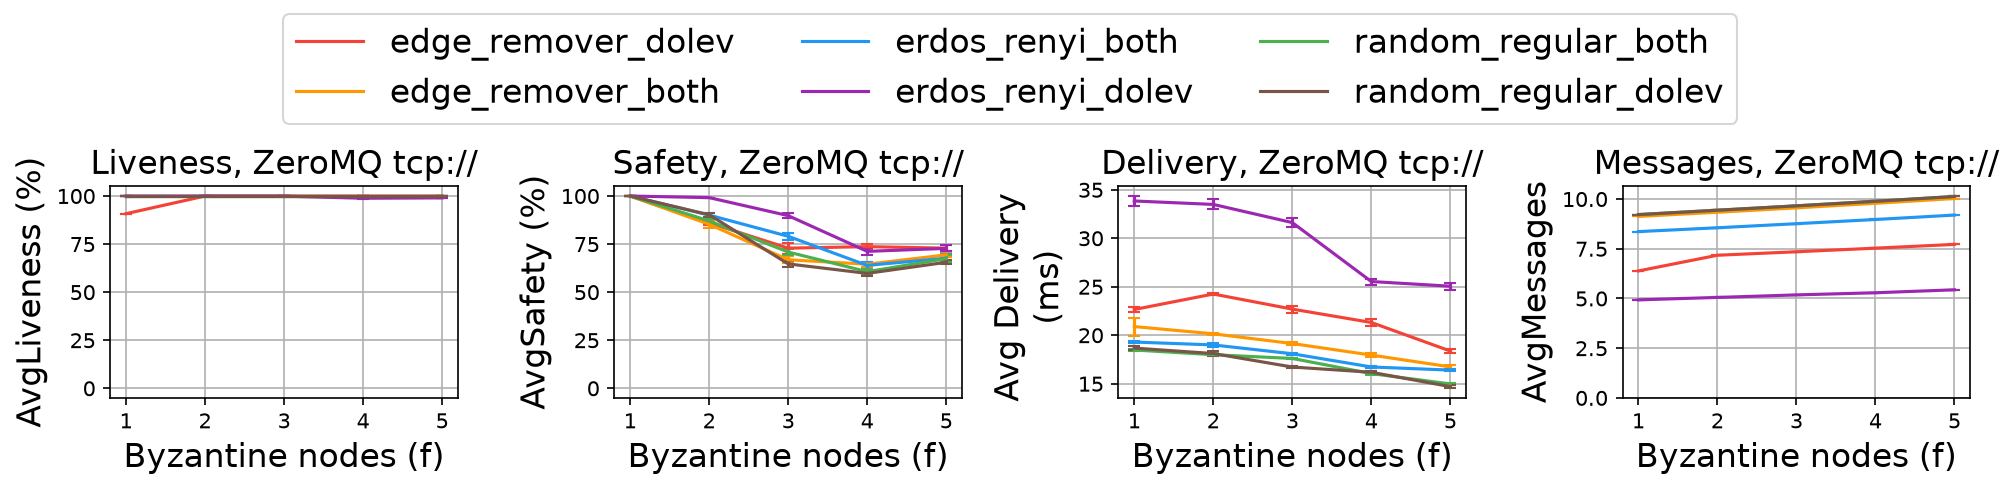 edge_remover_dolev
edge_remover_both
erdos_renyi_both
erdos_renyi_dolev
random_regular_both
random_regular_dolev
Liveness, ZeroMQ tcp://
AvgLiveness (%)
100
75
50
25
0
1 2 3 4 5
Byzantine nodes (f)
Safety, ZeroMQ tcp://
AvgSafety (%)
100
75
50
25
0
1 2 3 4 5
Byzantine nodes (f)
Delivery, ZeroMQ tcp://
Avg Delivery
(ms)
35
30
25
20
15
1 2 3 4 5
Byzantine nodes (f)
Messages, ZeroMQ tcp://
AvgMessages
10.0
7.5
5.0
2.5
0.0
1 2 3 4 5
Byzantine nodes (f)